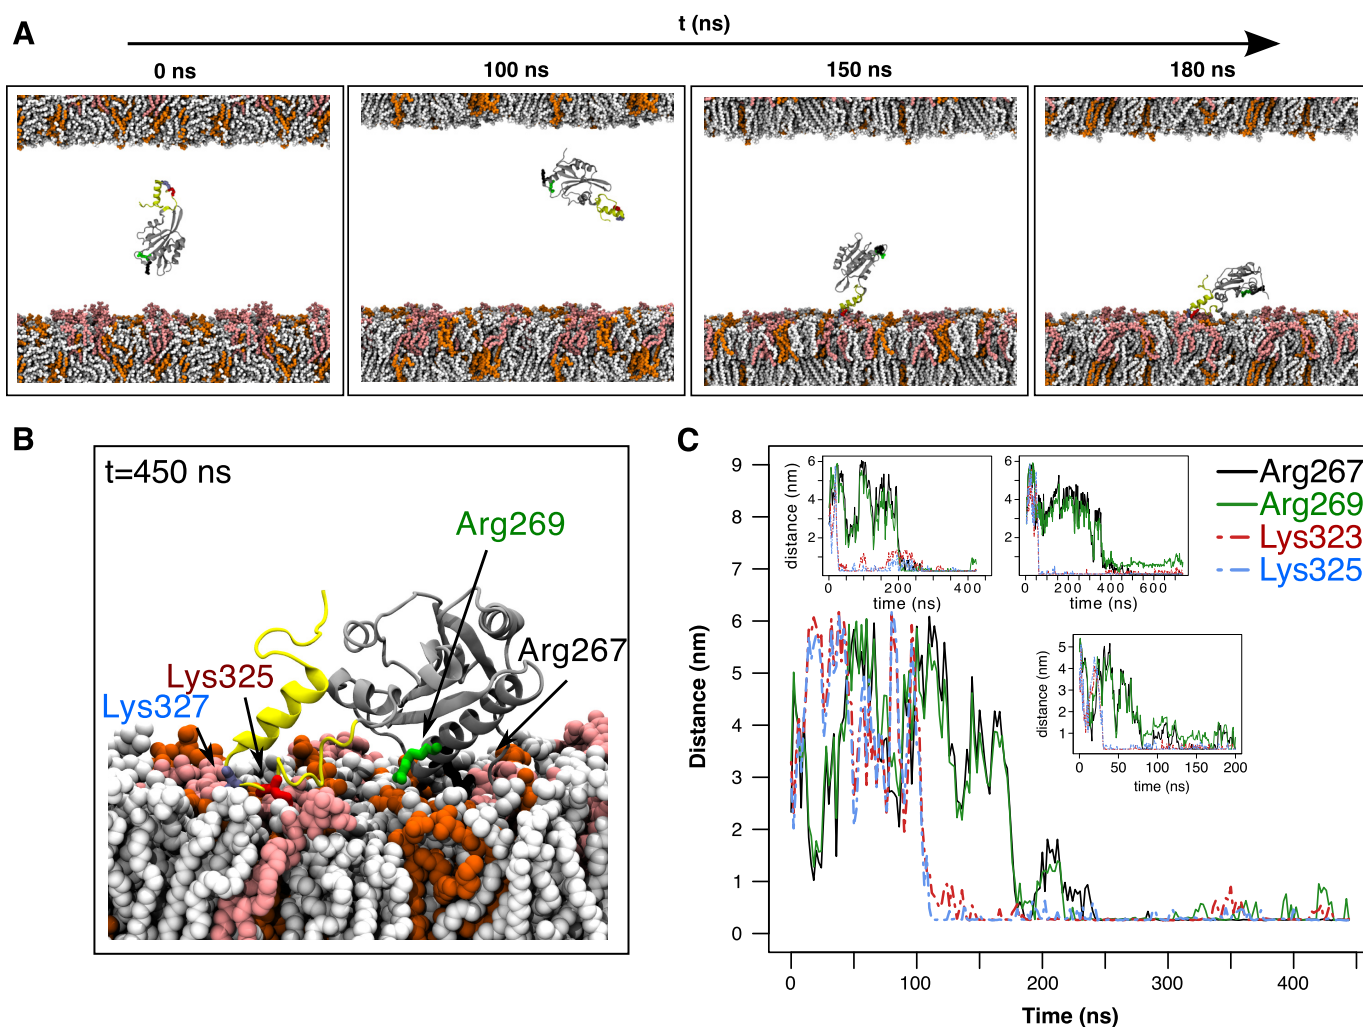 A
t (ns)
0 ns
100 ns
150 ns
180 ns
B
t=450 ns
Arg269
Arg267
Lys325
Lys327
C
Arg267
Arg269
Lys323
Lys325
Distance (nm)
9
8
7
6
5
4
3
2
1
0
0
100
200
300
400
Time (ns)
distance (nm)
6
4
2
0
200
400
time (ns)
6
4
2
0
200
400
600
time (ns)
distance (nm)
5
4
3
2
1
0
50
100
150
200
time (ns)